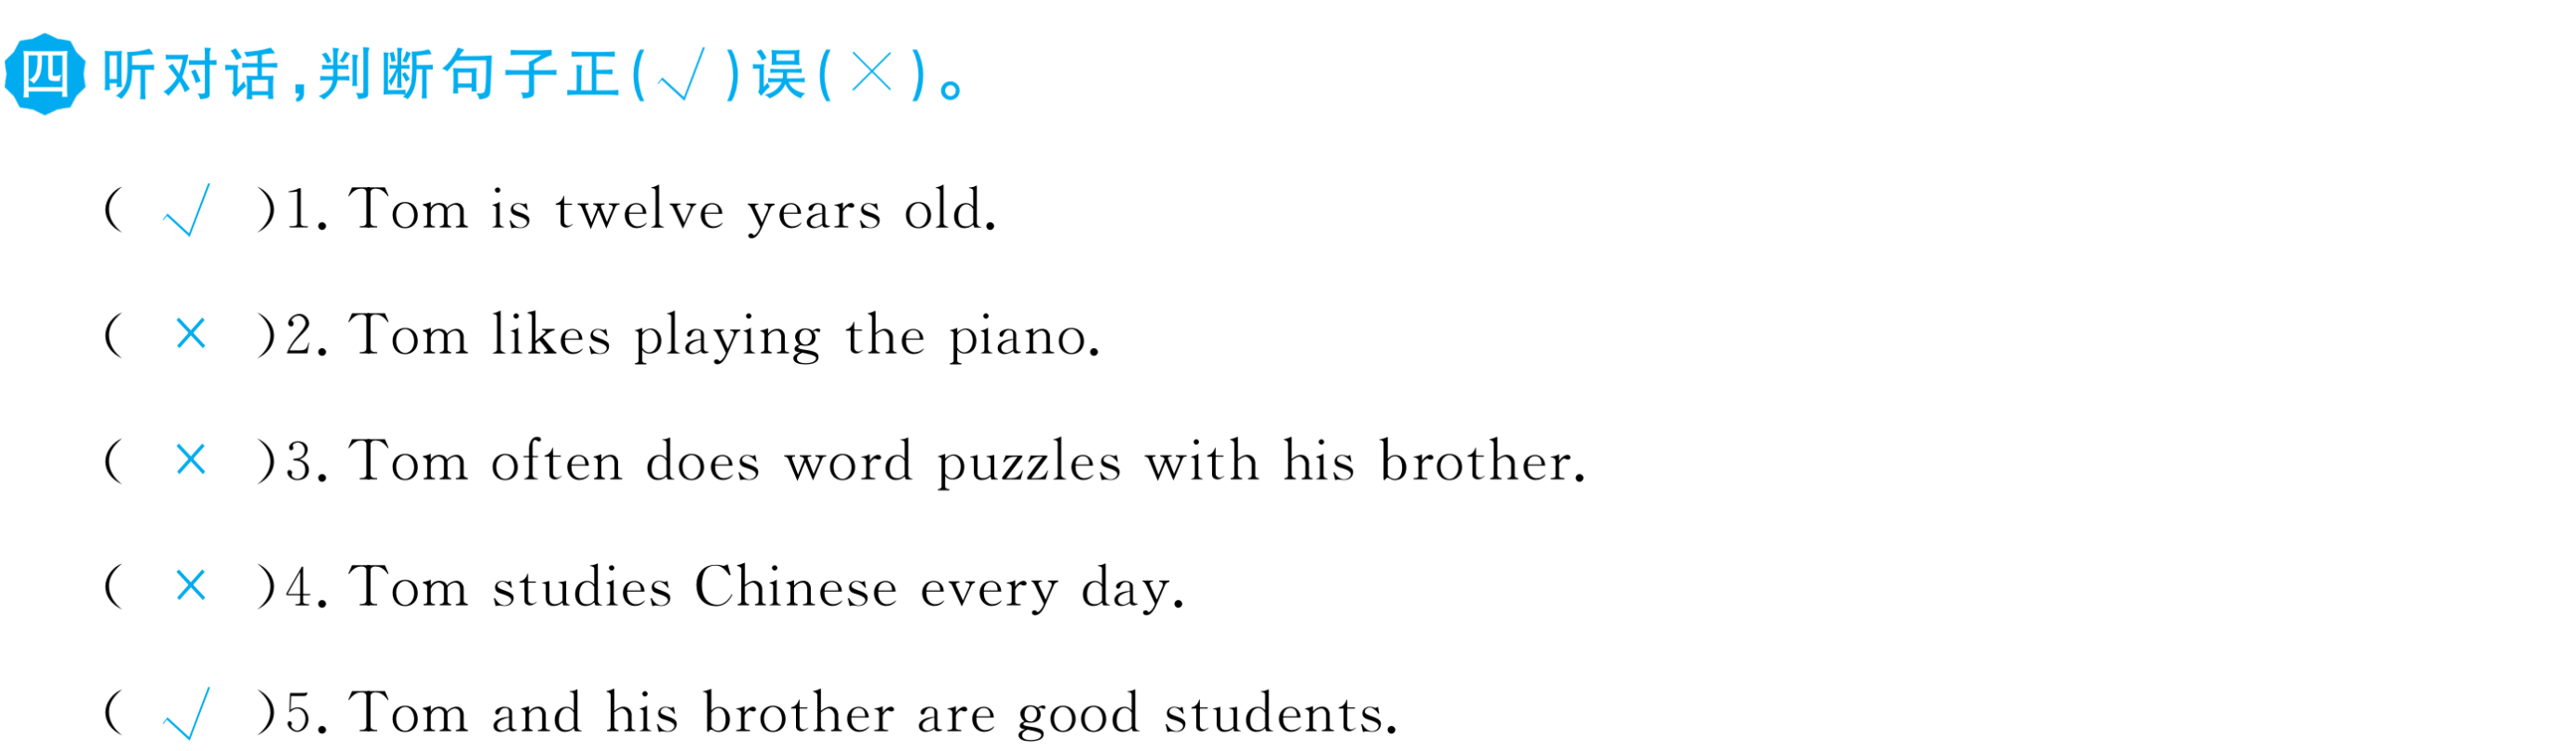 四 听对话,判断句子正(√)误(×)。
( √ )1. Tom is twelve years old.
( × )2. Tom likes playing the piano.
( × )3. Tom often does word puzzles with his brother.
( × )4. Tom studies Chinese every day.
( √ )5. Tom and his brother are good students.